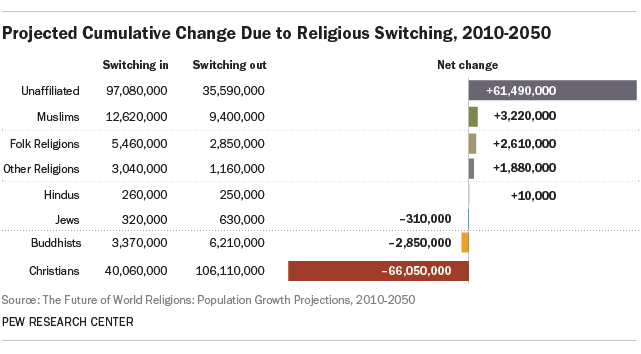 Projected Cumulative Change Due to Religious Switching, 2010-2050
Switching in Switching out Net change
Unaffiliated 97,080,000 35,590,000 +61,490,000
Muslims 12,620,000 9,400,000 +3,220,000
Folk Religions 5,460,000 2,850,000 +2,610,000
Other Religions 3,040,000 1,160,000 +1,880,000
Hindus 260,000 250,000 +10,000
Jews 320,000 630,000 −310,000
Buddhists 3,370,000 6,210,000 −2,850,000
Christians 40,060,000 106,110,000 −66,050,000
Source: The Future of World Religions: Population Growth Projections, 2010-2050
PEW RESEARCH CENTER